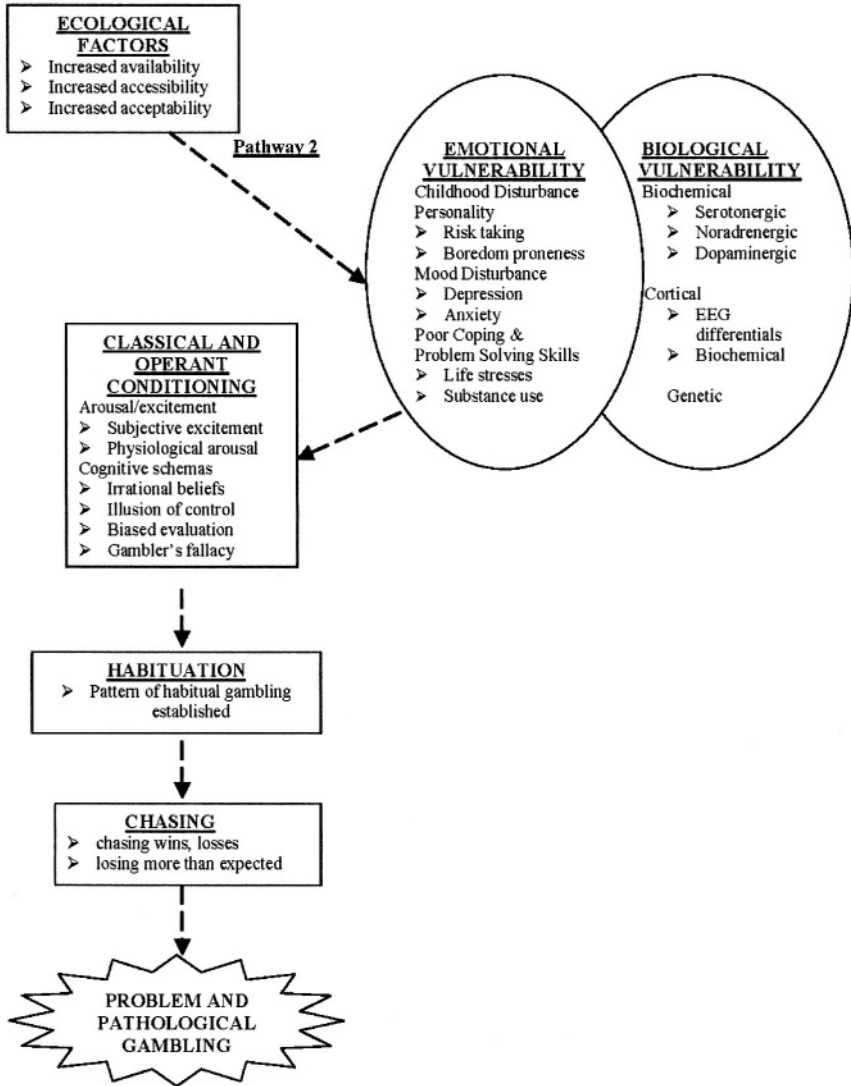 ECOLOGICAL
FACTORS
➢ Increased availability
➢ Increased accessibility
➢ Increased acceptability
Pathway 2
EMOTIONAL
VULNERABILITY
Childhood Disturbance
Personality
➢ Risk taking
➢ Boredom proneness
Mood Disturbance
➢ Depression
➢ Anxiety
Poor Coping &
Problem Solving Skills
➢ Life stresses
➢ Substance use
BIOLOGICAL
VULNERABILITY
Biochemical
➢ Serotonergic
➢ Noradrenergic
➢ Dopaminergic
Cortical
➢ EEG
differentials
➢ Biochemical
Genetic
CLASSICAL AND
OPERANT
CONDITIONING
Arousal/excitement
➢ Subjective excitement
➢ Physiological arousal
Cognitive schemas
➢ Irrational beliefs
➢ Illusion of control
➢ Biased evaluation
➢ Gambler's fallacy
HABITUATION
➢ Pattern of habitual gambling
established
CHASING
➢ chasing wins, losses
➢ losing more than expected
PROBLEM AND
PATHOLOGICAL
GAMBLING